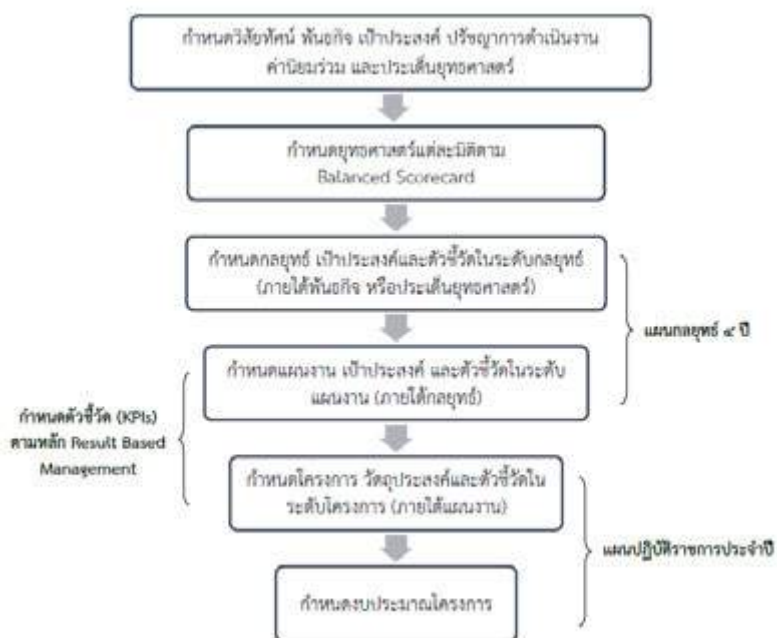 กำหนดวิสัยทัศน์ พันธกิจ เป้าประสงค์ ปรัชญาการดำเนินงาน
ค่านิยมร่วม และประเด็นยุทธศาสตร์
กำหนดยุทธศาสตร์แต่ละมิติตาม
Balanced Scorecard
กำหนดกลยุทธ์ เป้าประสงค์และตัวชี้วัดในระดับกลยุทธ์
(ภายใต้พันธกิจ หรือประเด็นยุทธศาสตร์)
แผนกลยุทธ์ ๔ ปี
กำหนดแผนงาน เป้าประสงค์ และตัวชี้วัดในระดับ
แผนงาน (ภายใต้กลยุทธ์)
กำหนดตัวชี้วัด (KPIs)
ตามหลัก Result Based
Management
กำหนดโครงการ วัตถุประสงค์และตัวชี้วัดใน
ระดับโครงการ (ภายใต้แผนงาน)
แผนปฏิบัติราชการประจำปี
กำหนดงบประมาณโครงการ